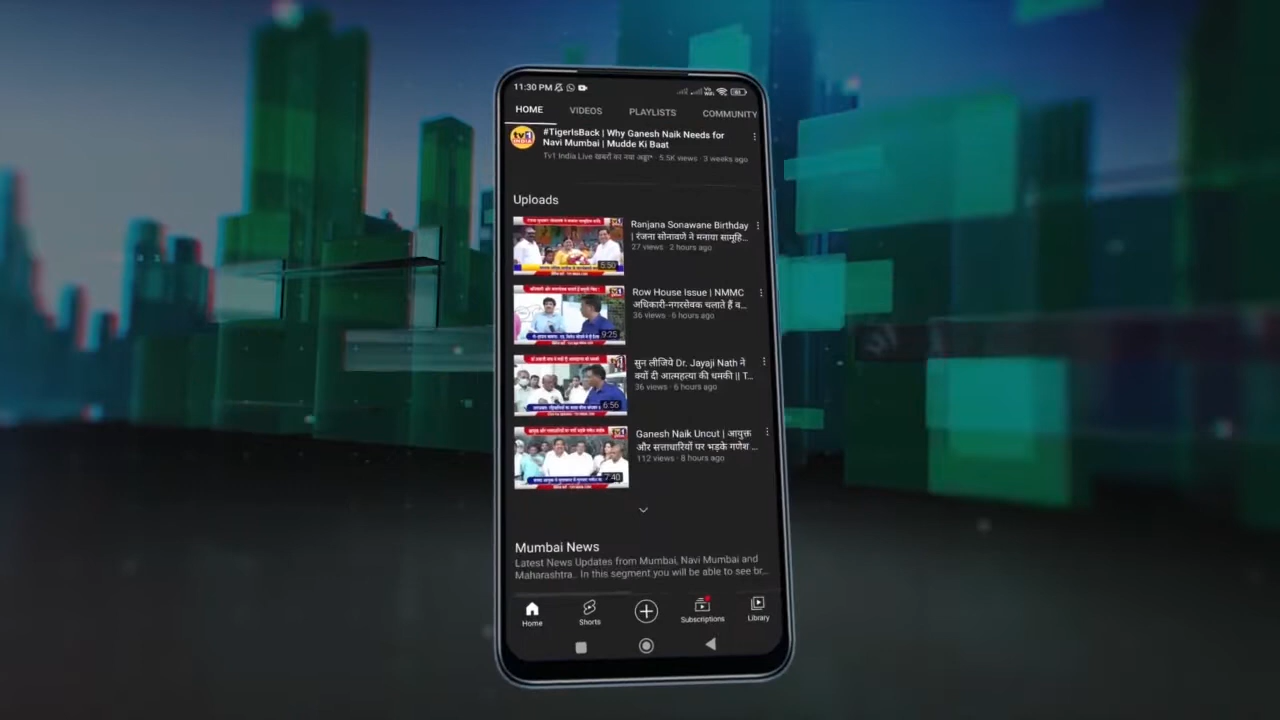 11:30 PM
HOME VIDEOS PLAYLISTS COMMUNITY
#TigerIsBack | Why Ganesh Naik Needs for
Navi Mumbai | Mudde Ki Baat
Tv1 India Live खबरों का नया अड्डा" · 5.5K views · 3 weeks ago
tv1
INDIA
Uploads
Ranjana Sonawane Birthday
| रंजना सोनावणे ने मनाया सामूहि...
27 views · 2 hours ago
5:50
Row House Issue | NMMC
अधिकारी-नगरसेवक चलाते हैं व...
36 views · 6 hours ago
9:25
सुन लीजिये Dr. Jayaji Nath ने
क्यों दी आत्महत्या की धमकी || T...
36 views · 6 hours ago
6:56
Ganesh Naik Uncut | आयुक्त
और सत्ताधारियों पर भड़के गणेश ...
112 views · 8 hours ago
7:40
Mumbai News
Latest News Updates from Mumbai, Navi Mumbai and
Maharashtra.. In this segment you will be able to see br...
Home Shorts Subscriptions Library